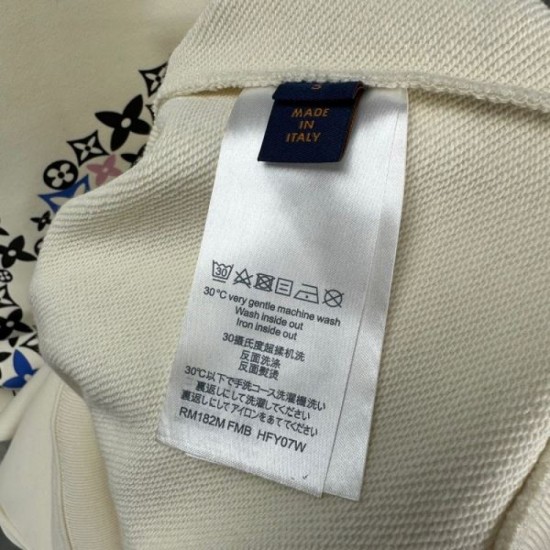 S
MADE
IN
ITALY
30
30°C very gentle machine wash
Wash inside out
Iron inside out
30摄氏度超揉机洗
反面洗涤
反面熨烫
30℃以下で手洗コース洗濯機洗い
裏返しにして洗濯してください
裏返しにしてアイロンをあててください
RM182M FMB HFY07W